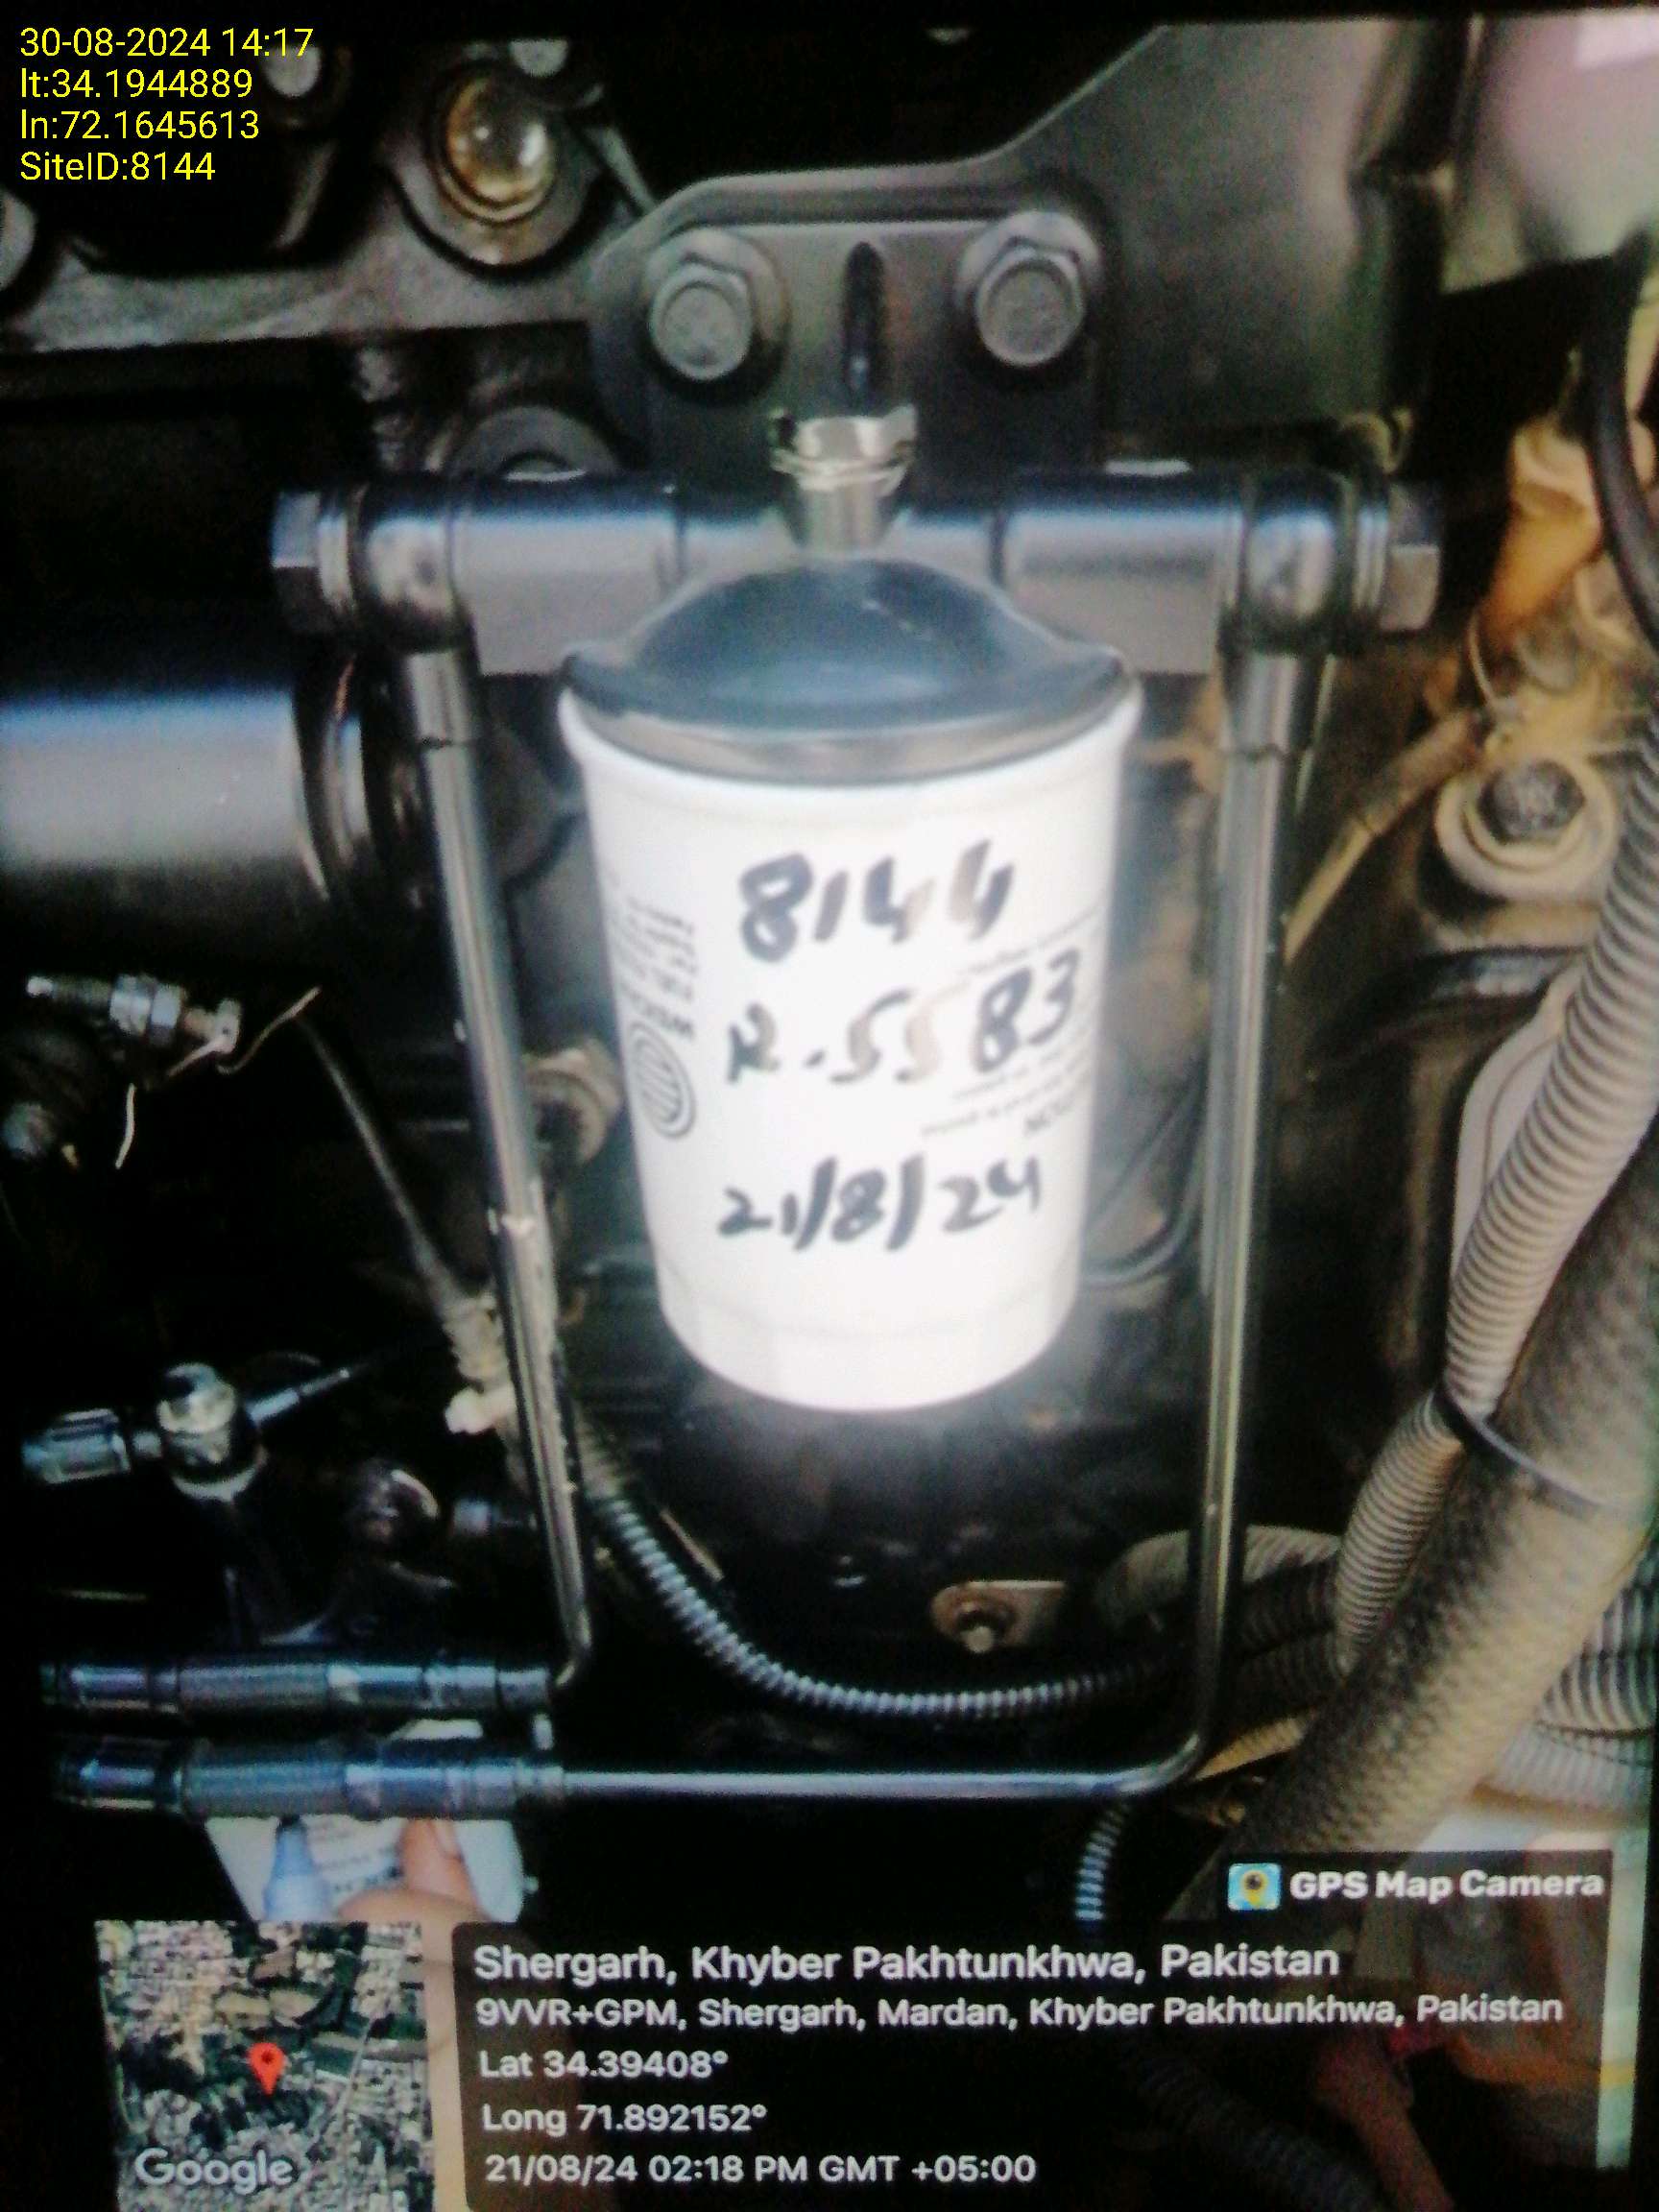 30-08-2024 14:17
lt:34.1944889
ln:72.1645613
SiteID:8144
8144
R.5583
21/8/24
GPS Map Camera
Shergarh, Khyber Pakhtunkhwa, Pakistan
9VVR+GPM, Shergarh, Mardan, Khyber Pakhtunkhwa, Pakistan
Lat 34.39408°
Long 71.892152°
21/08/24 02:18 PM GMT +05:00
Google